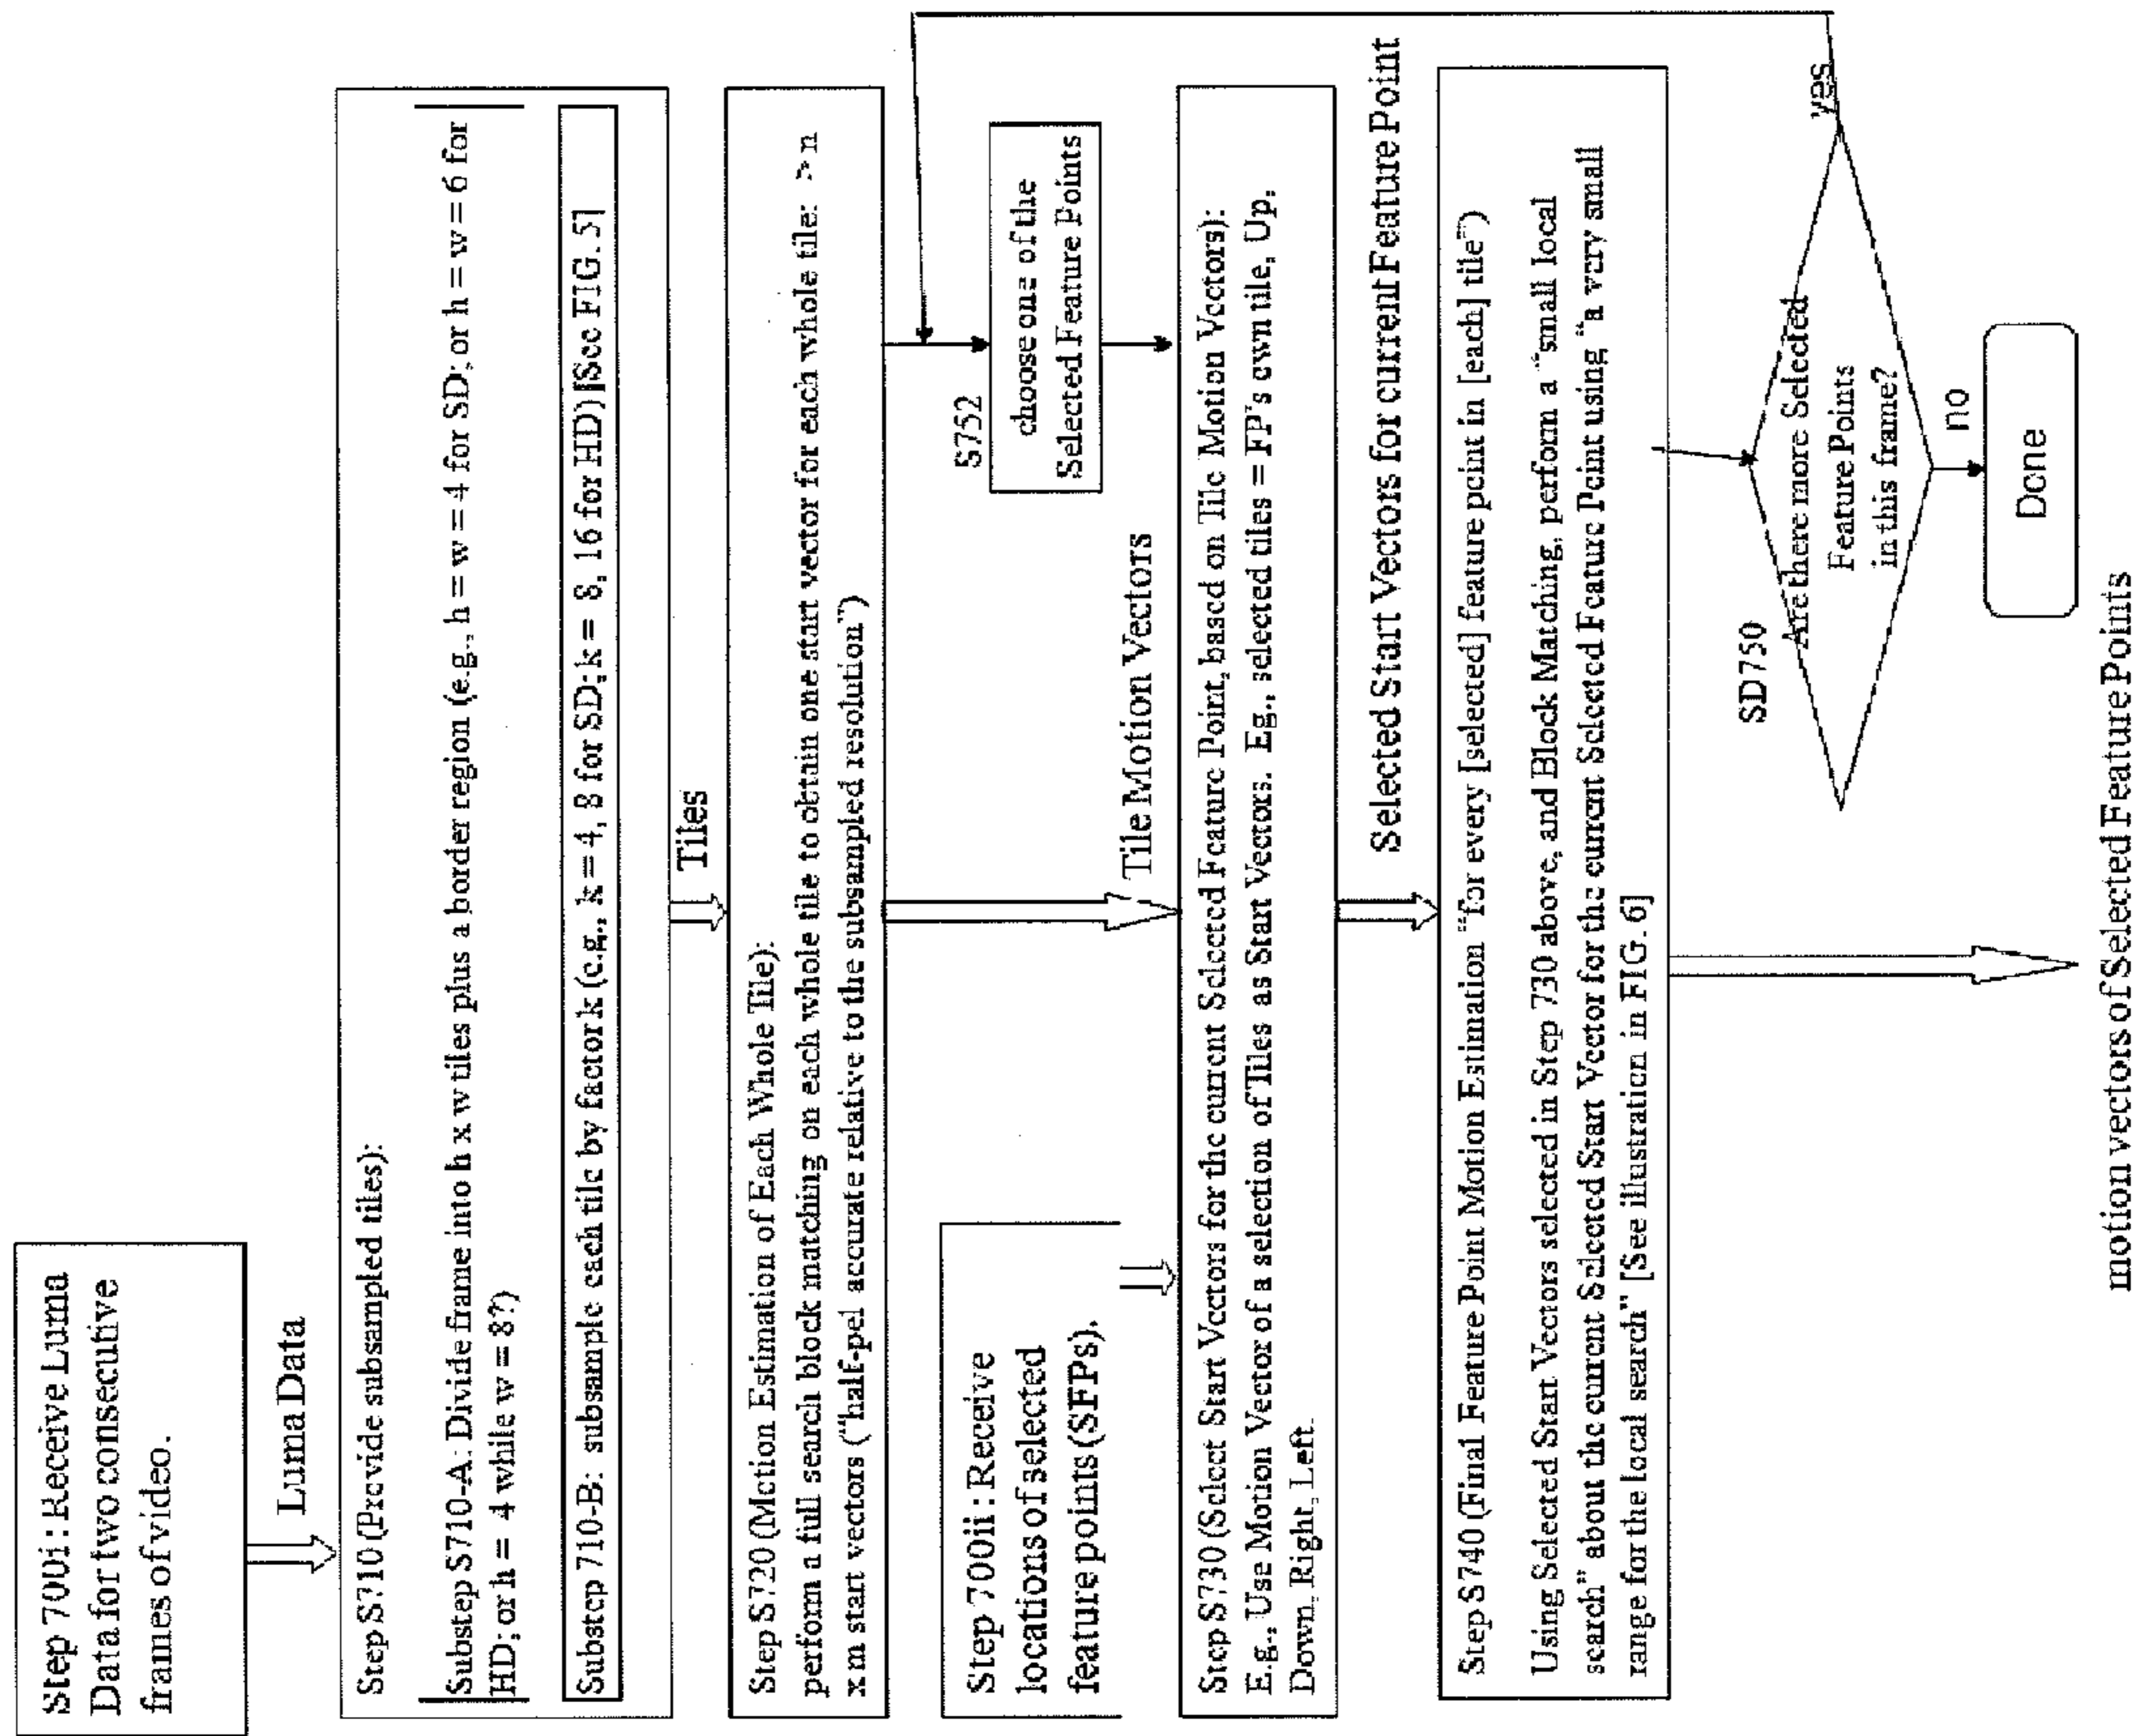 Step 700i: Receive Luma
Data for two consecutive
frames of video.
Luma Data
Step S710 (Provide subsampled tiles):
Substep S710-A: Divide frame into h x w tiles plus a border region (e.g., h = w = 4 for SD; or h = w = 6 for
HD; or h = 4 while w = 8?)
Substep 710-B: subsample each tile by factor k (e.g., k = 4, 8 for SD; k = 8, 16 for HD) [See FIG. 5]
Tiles
Step S720 (Motion Estimation of Each Whole Tile):
perform a full search block matching on each whole tile to obtain one start vector for each whole tile: > n
x m start vectors ("half-pel accurate relative to the subsampled resolution")
S752
choose one of the
Selected Feature Points
Step 700ii: Receive
locations of selected
feature points (SFPs).
Tile Motion Vectors
Step S730 (Select Start Vectors for the current Selected Feature Point, based on Tile Motion Vectors):
E.g., Use Motion Vector of a selection of Tiles as Start Vectors. Eg., selected tiles = FP's own tile, Up,
Down, Right, Left.
Selected Start Vectors for current Feature Point
Step S740 (Final Feature Point Motion Estimation "for every [selected] feature point in [each] tile")
Using Selected Start Vectors selected in Step 730 above, and Block Matching, perform a "small local
search" about the current Selected Start Vector for the current Selected Feature Point using "a very small
range for the local search" [See illustration in FIG. 6]
SD750
Are there more Selected
Feature Points
in this frame?
yes
no
Done
motion vectors of Selected Feature Points